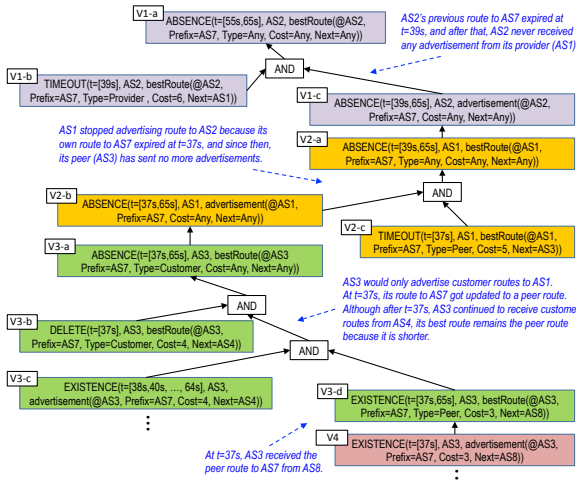 V1-a
ABSENCE(t=[55s,65s], AS2, bestRoute(@AS2,
Prefix=AS7, Type=Any, Cost=Any, Next=Any))
AS2's previous route to AS7 expired at
t=39s, and after that, AS2 never received
any advertisement from its provider (AS1)
AND
V1-b
TIMEOUT(t=[39s], AS2, bestRoute(@AS2,
Prefix=AS7, Type=Provider , Cost=6, Next=AS1))
V1-c
ABSENCE(t=[39s,65s], AS2, advertisement(@AS2,
Prefix=AS7, Cost=Any, Next=Any))
AS1 stopped advertising route to AS2 because its
own route to AS7 expired at t=37s, and since then,
its peer (AS3) has sent no more advertisements.
V2-a
ABSENCE(t=[39s,65s], AS1, bestRoute(@AS1,
Prefix=AS7, Type=Any, Cost=Any, Next=Any))
AND
V2-b
ABSENCE(t=[37s,65s], AS1, advertisement(@AS1,
Prefix=AS7, Cost=Any, Next=Any))
V2-c
TIMEOUT(t=[37s], AS1, bestRoute(@AS1,
Prefix=AS7, Type=Peer, Cost=5, Next=AS3))
V3-a
ABSENCE(t=[37s,65s], AS3, bestRoute(@AS3
Prefix=AS7, Type=Customer, Cost=Any, Next=Any))
AS3 would only advertise customer routes to AS1.
At t=37s, its route to AS7 got updated to a peer route.
Although after t=37s, AS3 continued to receive custome
routes from AS4, its best route remains the peer route
because it is shorter.
AND
V3-b
DELETE(t=[37s], AS3, bestRoute(@AS3,
Prefix=AS7, Type=Customer, Cost=4, Next=AS4))
AND
V3-c
EXISTENCE(t=[38s,40s, …, 64s], AS3,
advertisement(@AS3, Prefix=AS7, Cost=4, Next=AS4))
V3-d
EXISTENCE(t=[37s,65s], AS3, bestRoute(@AS3,
Prefix=AS7, Type=Peer, Cost=3, Next=AS8))
At t=37s, AS3 received the
peer route to AS7 from AS8.
V4
EXISTENCE(t=[37s], AS3, advertisement(@AS3,
Prefix=AS7, Cost=3, Next=AS8))